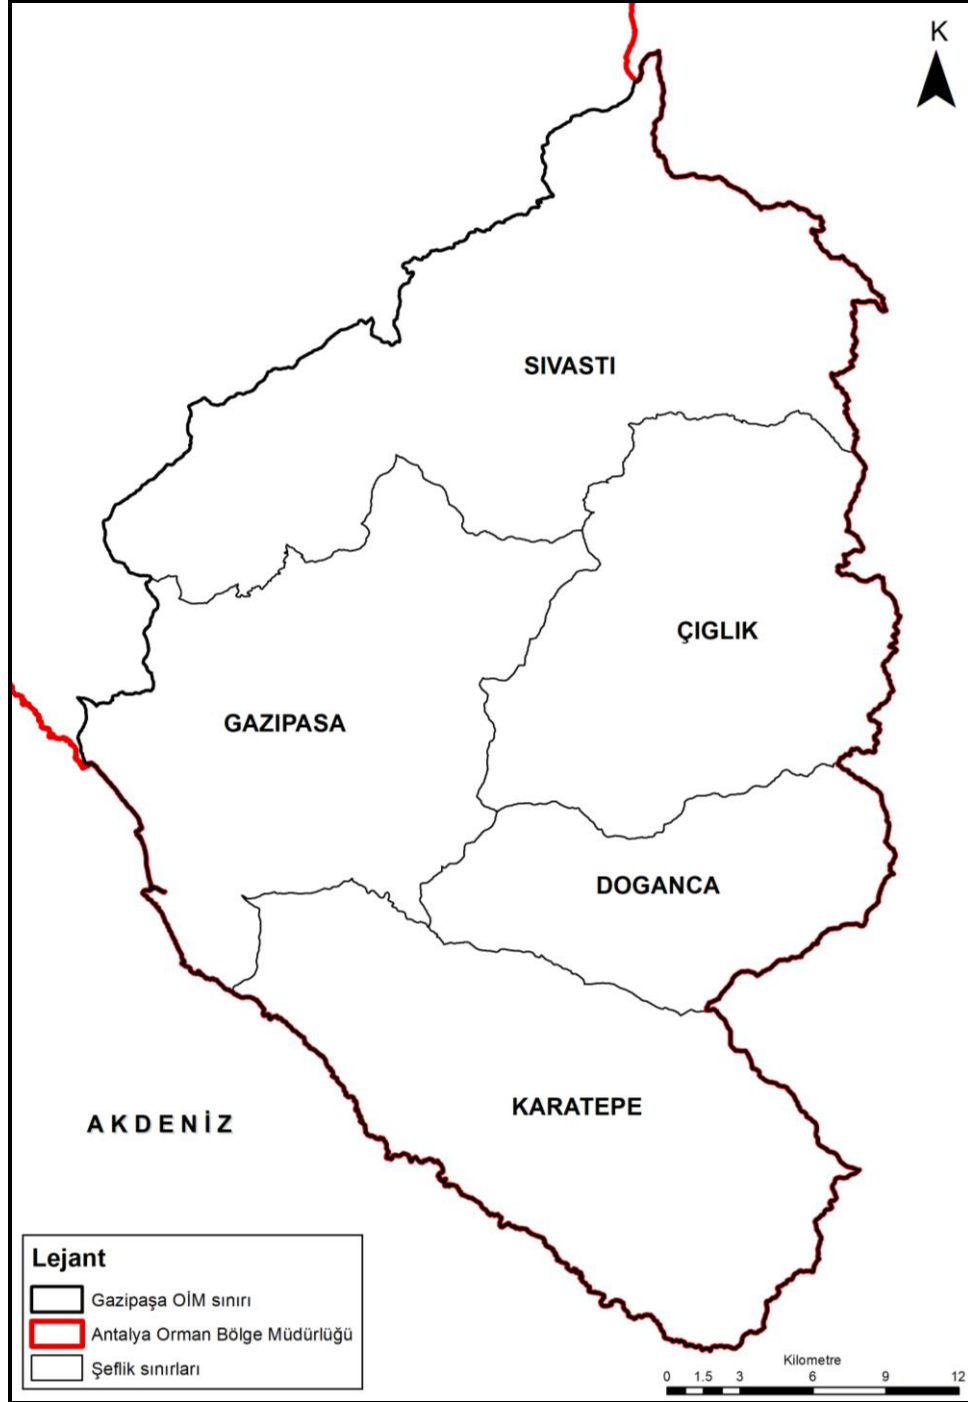 K
SIVASTI
ÇIGLIK
GAZIPASA
DOGANCA
KARATEPE
AKDENİZ
Lejant
Gazipaşa OİM sınırı
Antalya Orman Bölge Müdürlüğü
Şeflik sınırları
Kilometre
0 1.5 3 6 9 12